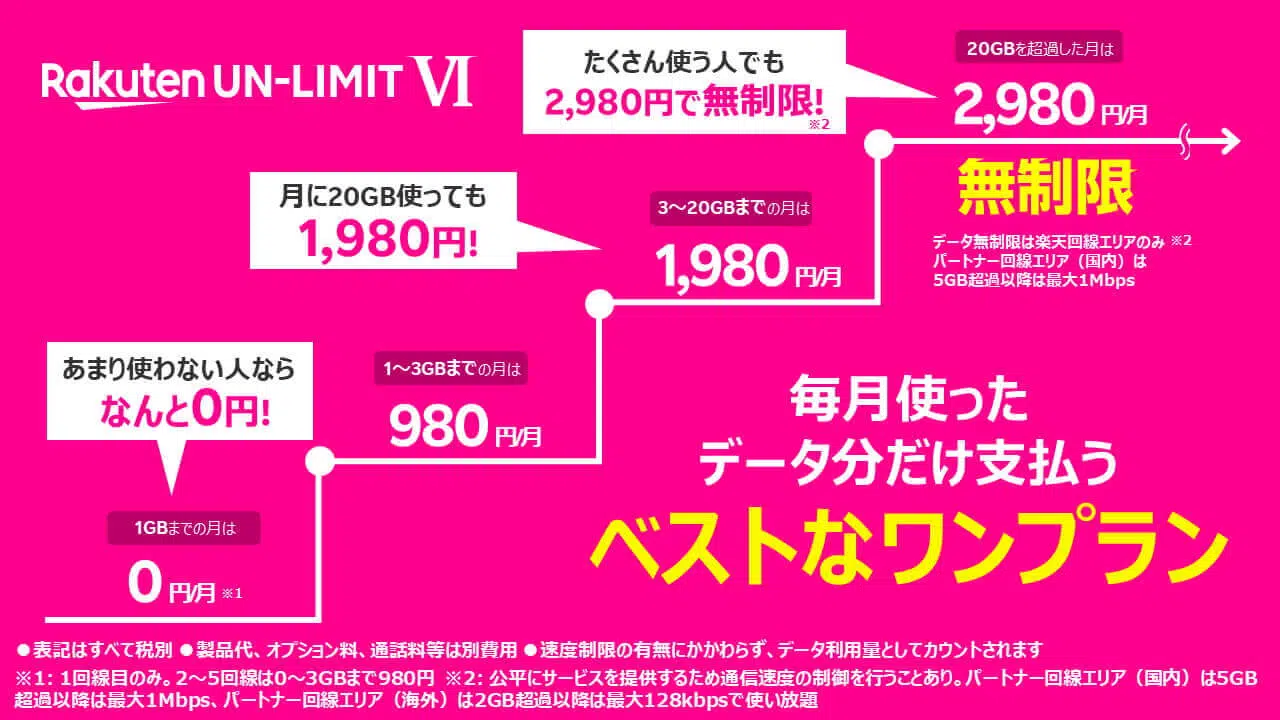 Rakuten UN-LIMIT VI
たくさん使う人でも
2,980円で無制限!
※2
20GBを超過した月は
2,980 円/月
無制限
データ無制限は楽天回線エリアのみ ※2
パートナー回線エリア（国内）は
5GB超過以降は最大1Mbps
月に20GB使っても
1,980円!
3〜20GBまでの月は
1,980 円/月
あまり使わない人なら
なんと0円!
1〜3GBまでの月は
980 円/月
1GBまでの月は
0 円/月 ※1
毎月使った
データ分だけ支払う
ベストなワンプラン
●表記はすべて税別 ●製品代、オプション料、通話料等は別費用 ●速度制限の有無にかかわらず、データ利用量としてカウントされます
※1: 1回線目のみ。2〜5回線は0〜3GBまで980円 ※2: 公平にサービスを提供するため通信速度の制御を行うことあり。パートナー回線エリア（国内）は5GB
超過以降は最大1Mbps、パートナー回線エリア（海外）は2GB超過以降は最大128kbpsで使い放題